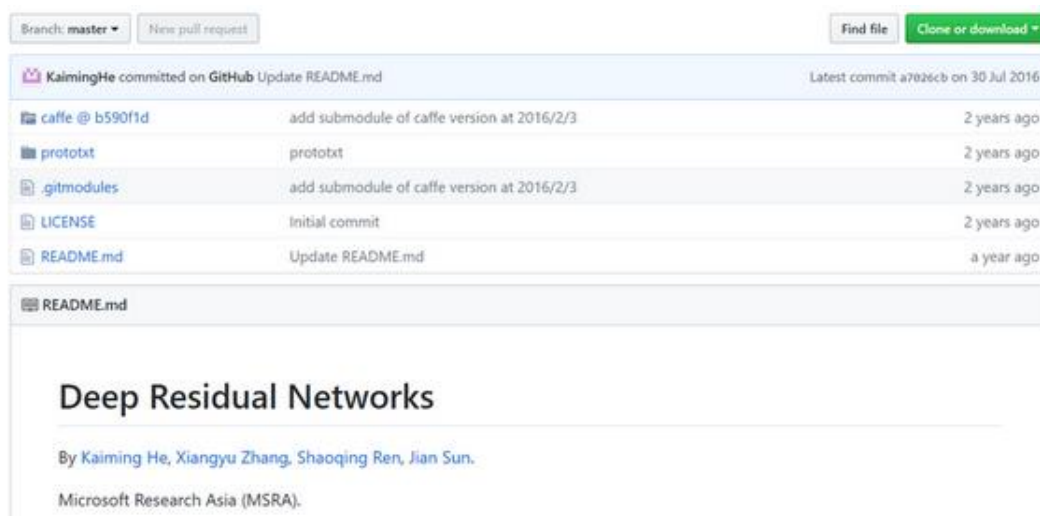 Branch: master New pull request Find file Clone or download
KaimingHe committed on GitHub Update README.md Latest commit a7026cb on 30 Jul 2016
caffe @ b590f1d add submodule of caffe version at 2016/2/3 2 years ago
prototxt prototxt 2 years ago
.gitmodules add submodule of caffe version at 2016/2/3 2 years ago
LICENSE Initial commit 2 years ago
README.md Update README.md a year ago
README.md
Deep Residual Networks
By Kaiming He, Xiangyu Zhang, Shaoqing Ren, Jian Sun.
Microsoft Research Asia (MSRA).